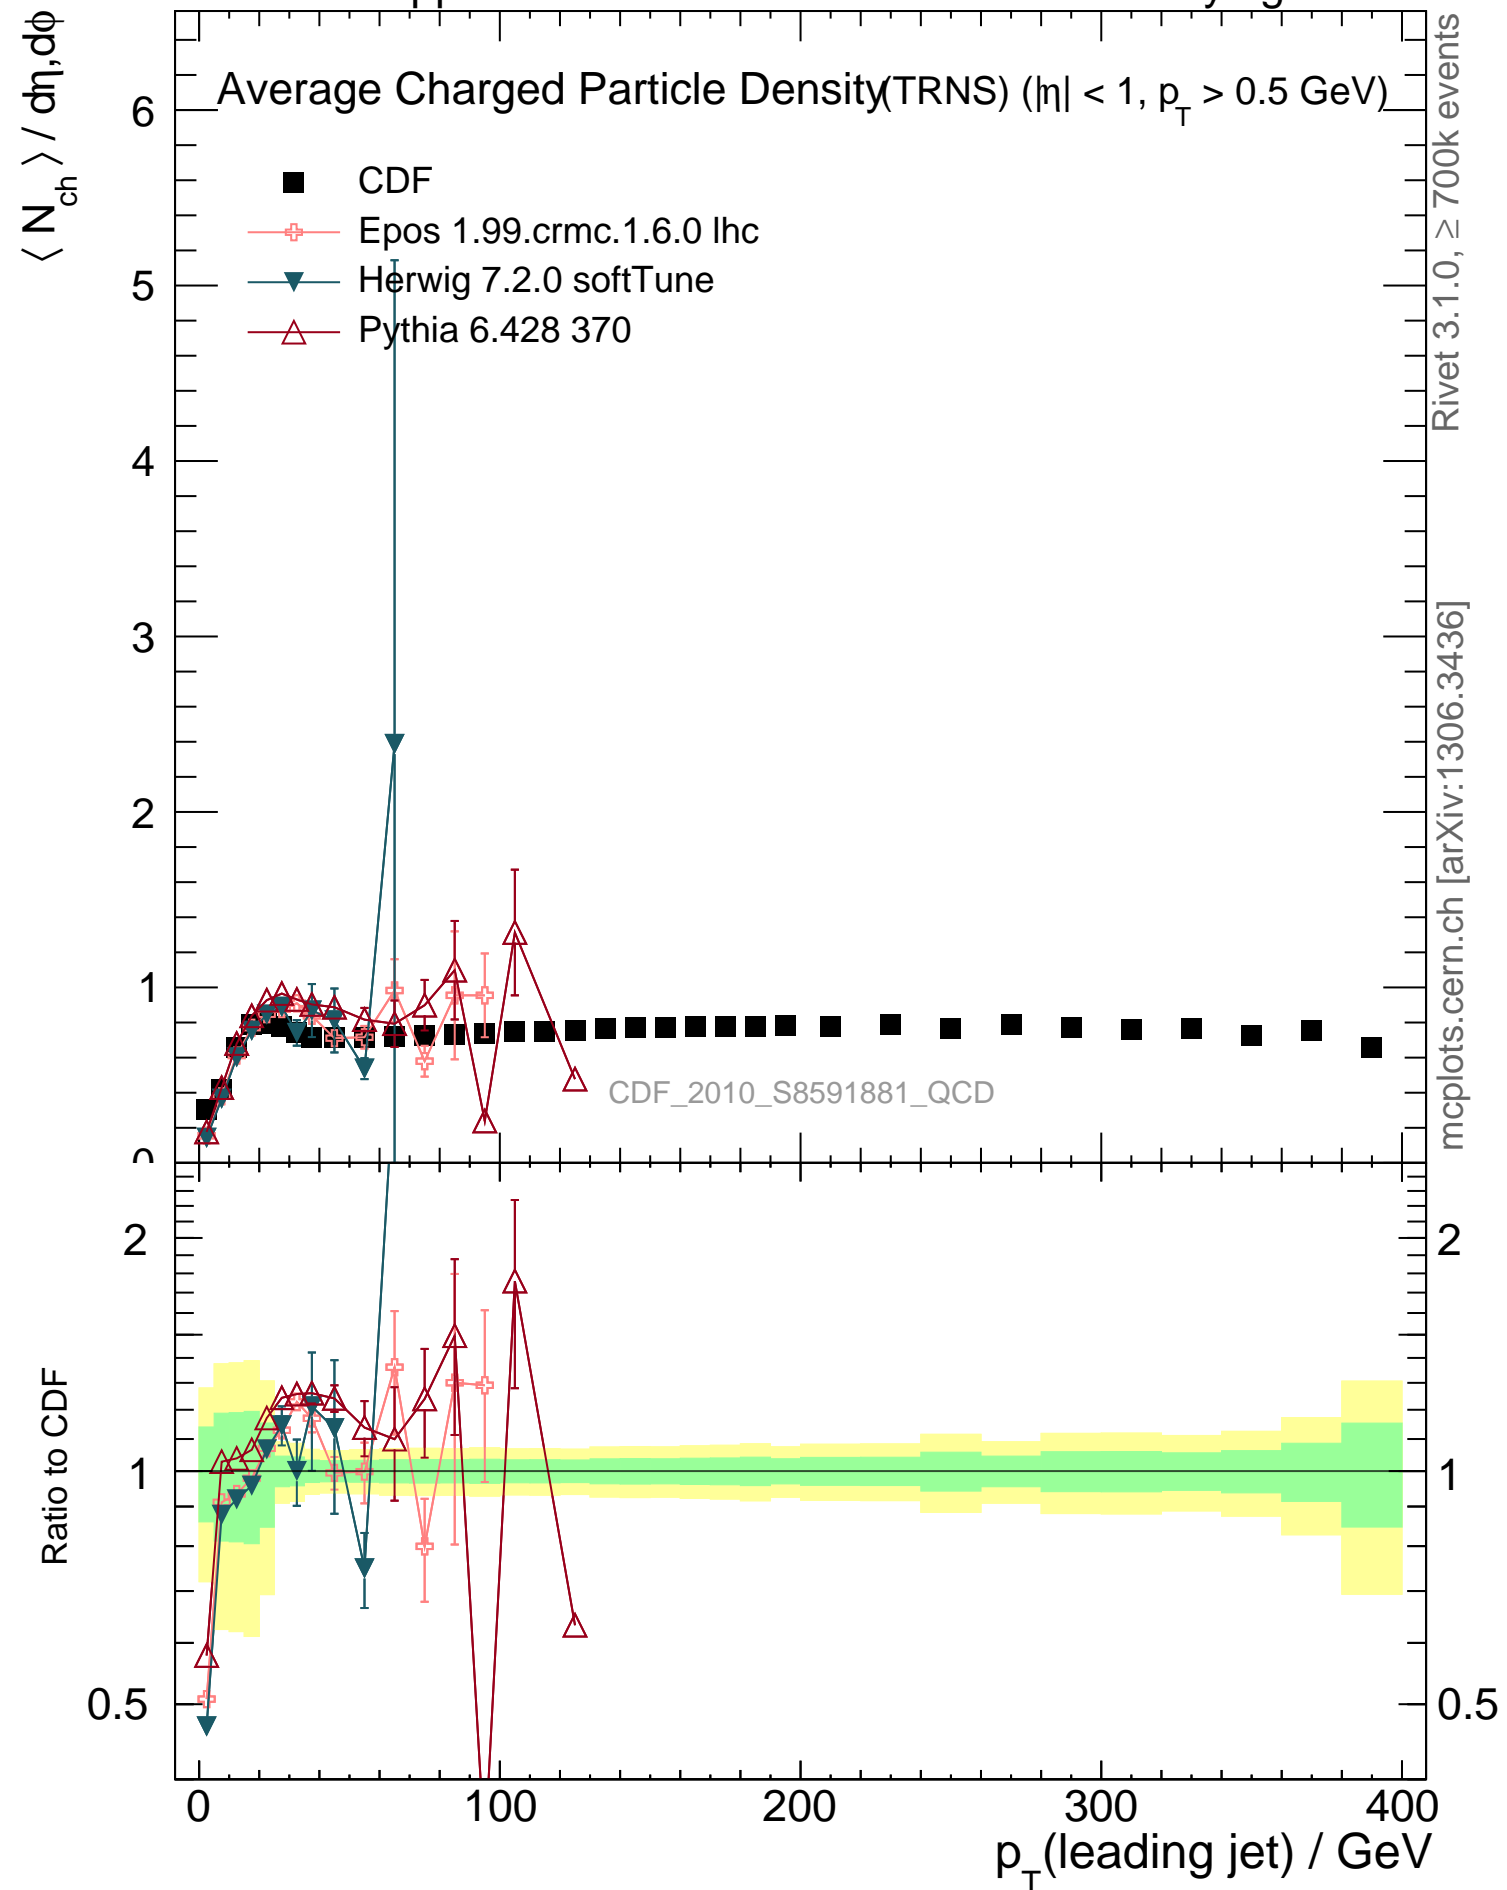 Average Charged Particle Density (TRNS) (|η| < 1, p_T > 0.5 GeV)
⟨ N_ch ⟩ / dη,dϕ
CDF
Epos 1.99.crmc.1.6.0 lhc
Herwig 7.2.0 softTune
Pythia 6.428 370
6
5
4
3
2
1
0
CDF_2010_S8591881_QCD
Rivet 3.1.0, ≥ 700k events
mcplots.cern.ch [arXiv:1306.3436]
Ratio to CDF
2
1
0.5
2
1
0.5
0 100 200 300 400
p_T(leading jet) / GeV